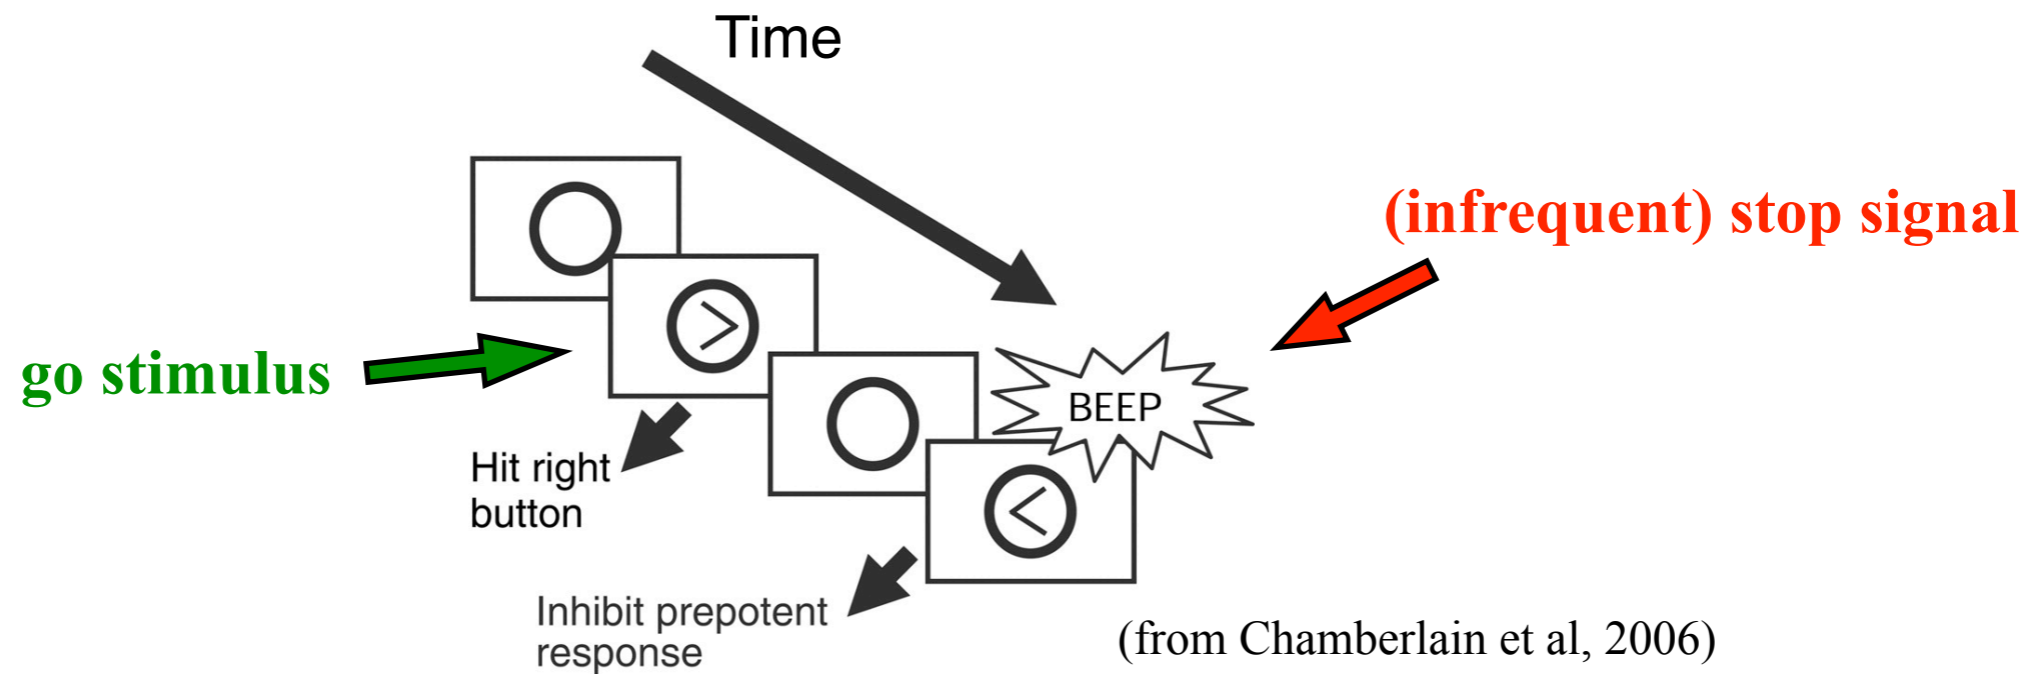 Time
(infrequent) stop signal
go stimulus
BEEP
Hit right
button
Inhibit prepotent
response
(from Chamberlain et al, 2006)